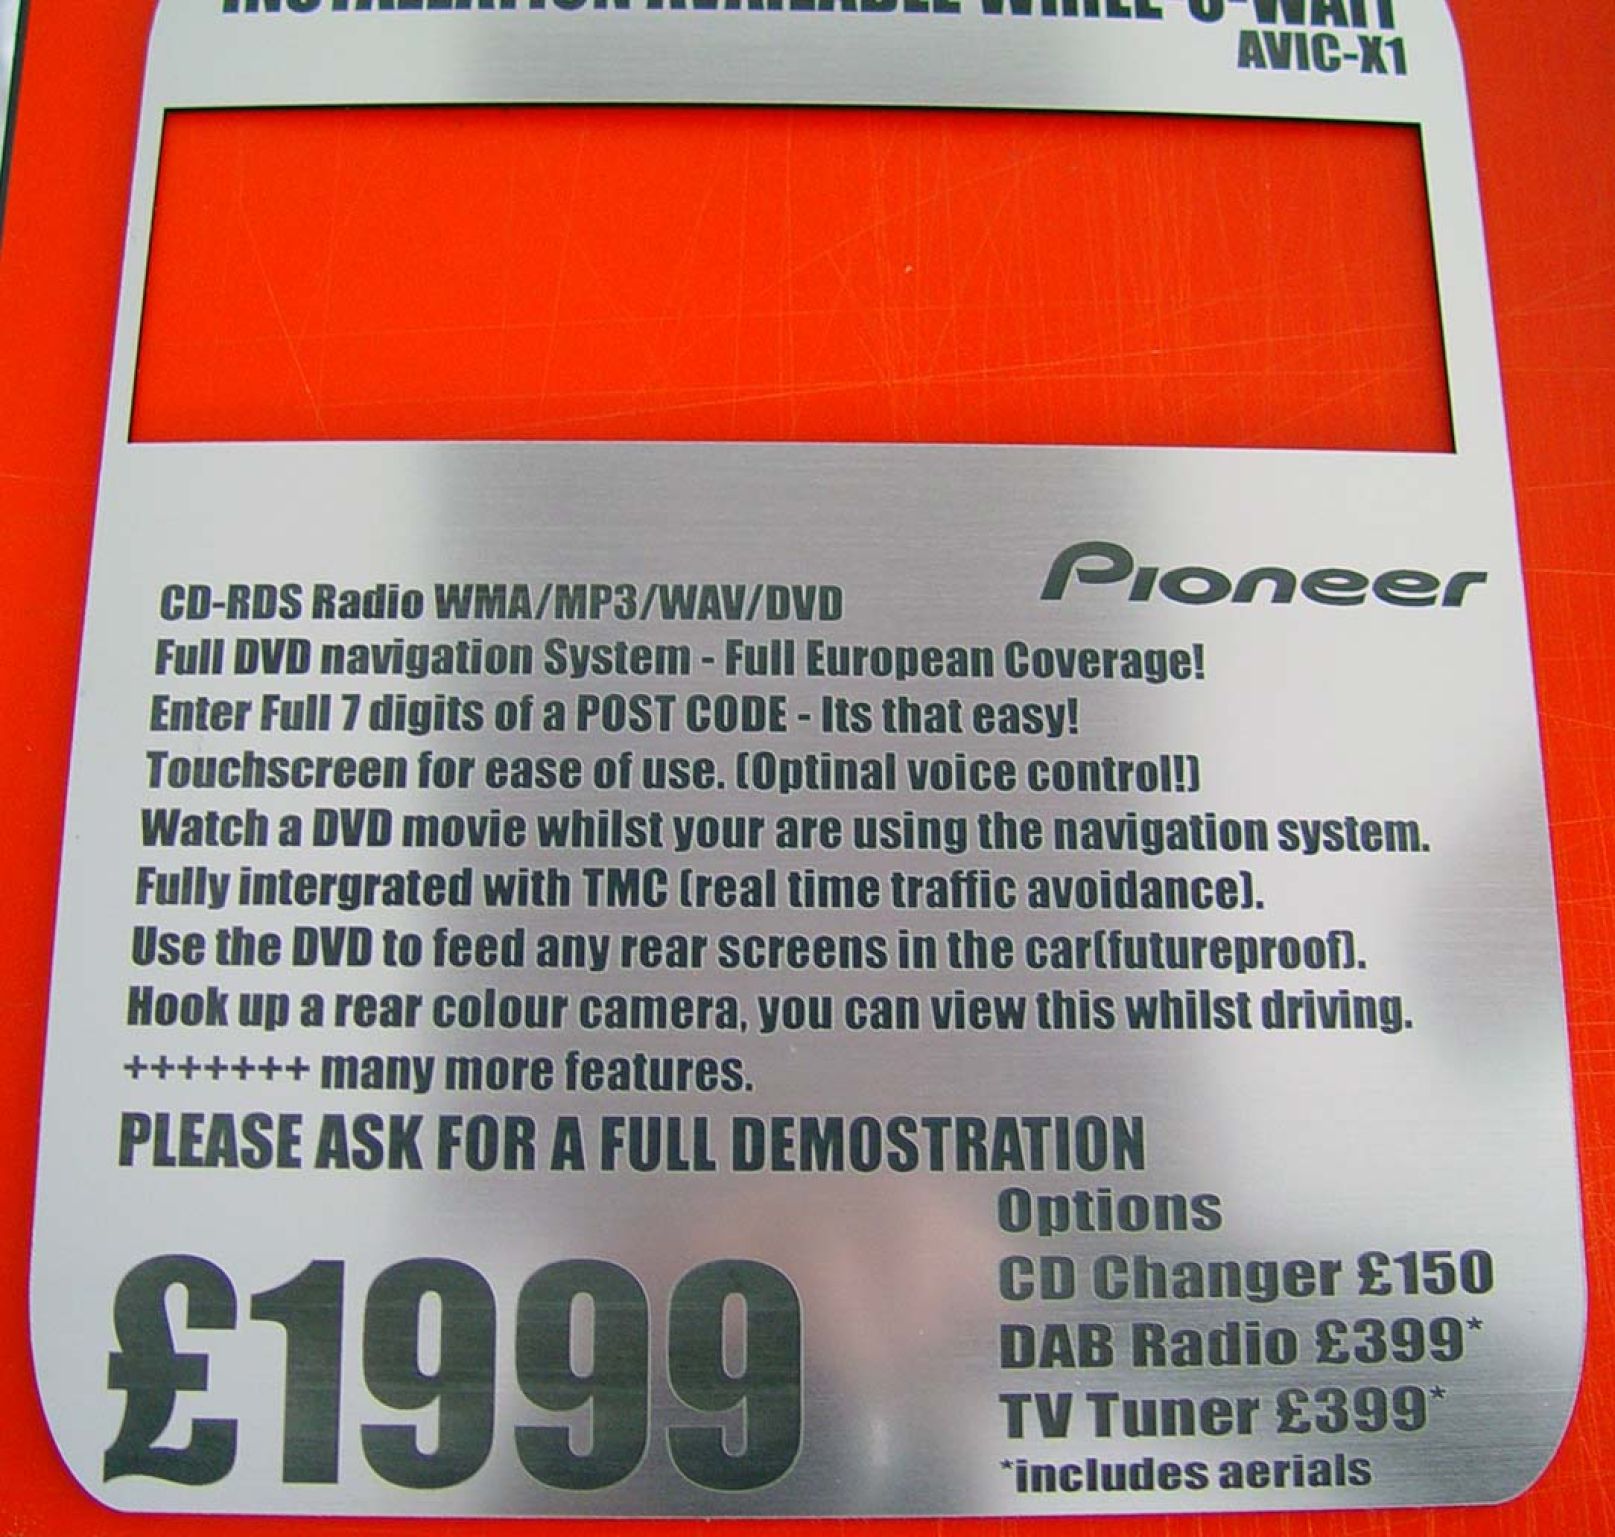 INSTALLATION AVAILABLE WHILE-U-WAIT
AVIC-X1
Pioneer
CD-RDS Radio WMA/MP3/WAV/DVD
Full DVD navigation System - Full European Coverage!
Enter Full 7 digits of a POST CODE - Its that easy!
Touchscreen for ease of use. (Optinal voice control!)
Watch a DVD movie whilst your are using the navigation system.
Fully intergrated with TMC (real time traffic avoidance).
Use the DVD to feed any rear screens in the car(futureproof).
Hook up a rear colour camera, you can view this whilst driving.
+++++++ many more features.
PLEASE ASK FOR A FULL DEMOSTRATION
£1999
Options
CD Changer £150
DAB Radio £399*
TV Tuner £399*
*includes aerials